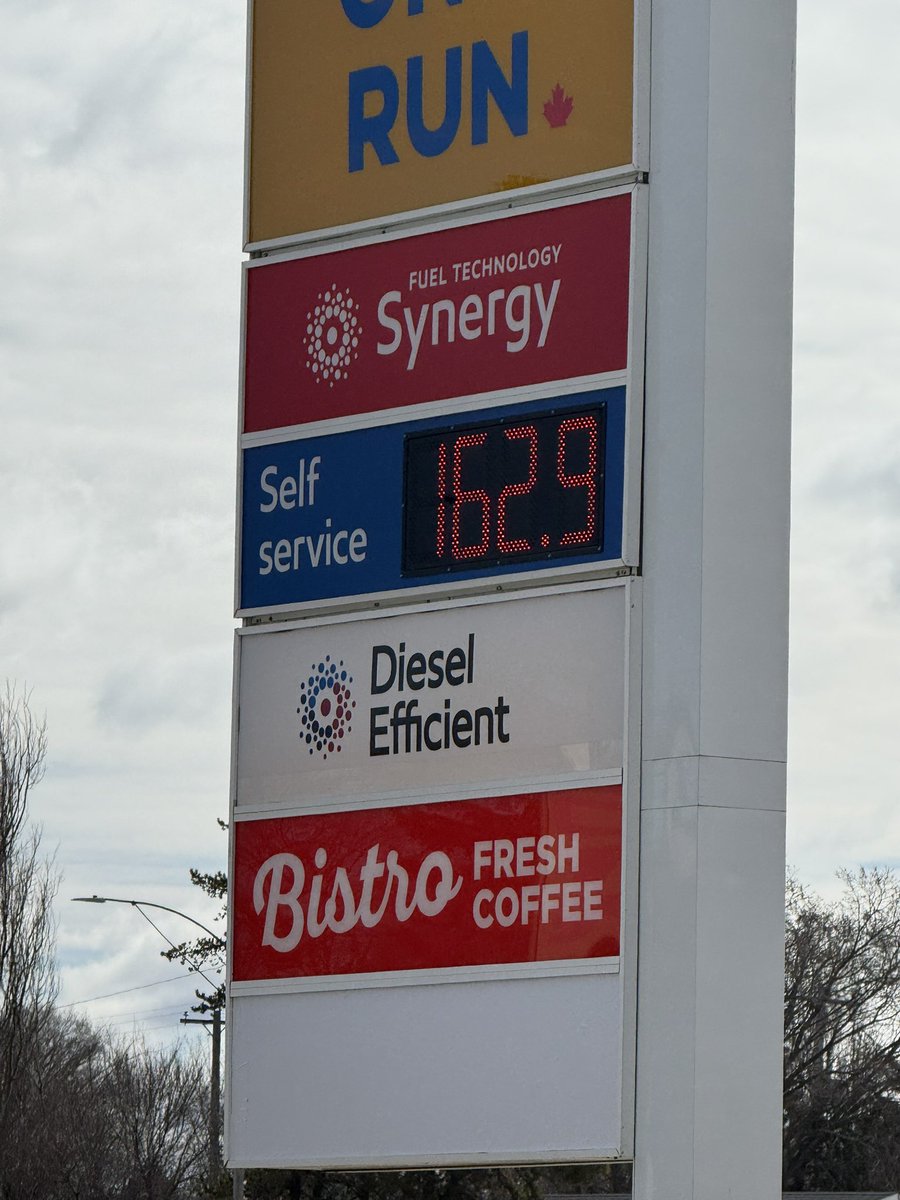 RUN
FUEL TECHNOLOGY
Synergy
Self
service
162.9
Diesel
Efficient
Bistro
FRESH
COFFEE